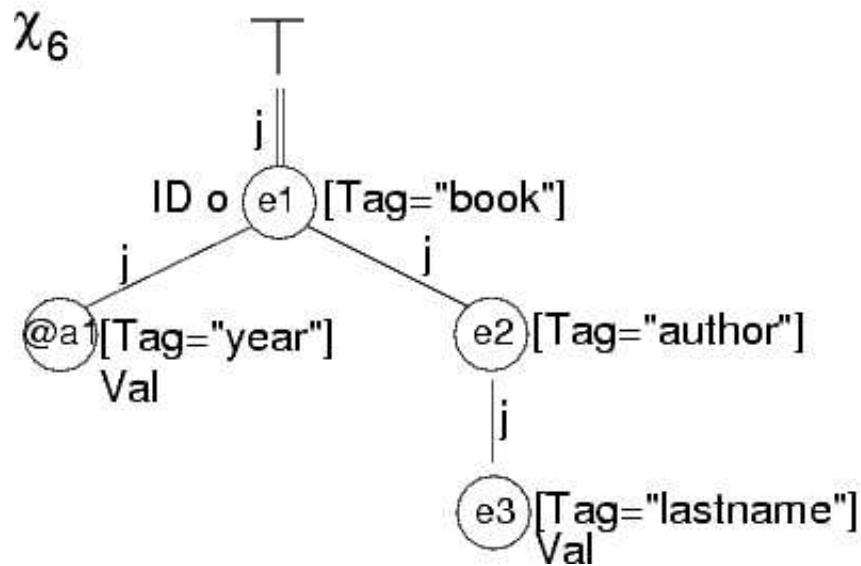 χ6
j
ID o e1 [Tag="book"]
j j
@a1 [Tag="year"] e2 [Tag="author"]
Val
j
e3 [Tag="lastname"]
Val